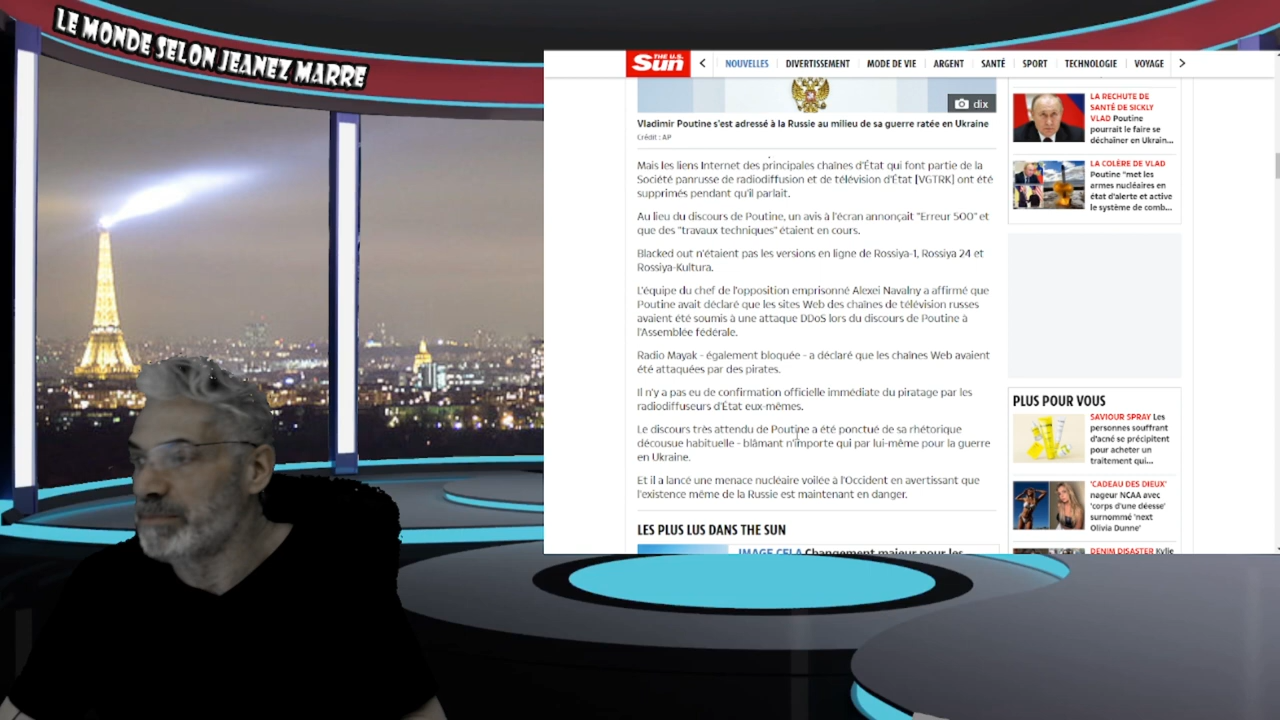 LE MONDE SELON JEANEZ MARRE
THE U.S.
Sun
NOUVELLES
DIVERTISSEMENT
MODE DE VIE
ARGENT
SANTÉ
SPORT
TECHNOLOGIE
VOYAGE
dix
Vladimir Poutine s'est adressé à la Russie au milieu de sa guerre ratée en Ukraine
Crédit : AP
Mais les liens Internet des principales chaînes d'État qui font partie de la
Société panrusse de radiodiffusion et de télévision d'État [VGTRK] ont été
supprimés pendant qu'il parlait.
Au lieu du discours de Poutine, un avis à l'écran annonçait "Erreur 500" et
que des "travaux techniques" étaient en cours.
Blacked out n'étaient pas les versions en ligne de Rossiya-1, Rossiya 24 et
Rossiya-Kultura.
L'équipe du chef de l'opposition emprisonné Alexei Navalny a affirmé que
Poutine avait déclaré que les sites Web des chaînes de télévision russes
avaient été soumis à une attaque DDoS lors du discours de Poutine à
l'Assemblée fédérale.
Radio Mayak - également bloquée - a déclaré que les chaînes Web avaient
été attaquées par des pirates.
Il n'y a pas eu de confirmation officielle immédiate du piratage par les
radiodiffuseurs d'État eux-mêmes.
Le discours très attendu de Poutine a été ponctué de sa rhétorique
décousue habituelle - blâmant n'importe qui par lui-même pour la guerre
en Ukraine.
Et il a lancé une menace nucléaire voilée à l'Occident en avertissant que
l'existence même de la Russie est maintenant en danger.
LES PLUS LUS DANS THE SUN
IMAGE CELA Changement majeur pour les
LA RECHUTE DE
SANTÉ DE SICKLY
VLAD Poutine
pourrait le faire se
déchaîner en Ukrain...
LA COLÈRE DE VLAD
Poutine "met les
armes nucléaires en
état d'alerte et active
le système de comb...
PLUS POUR VOUS
SAVIOUR SPRAY Les
personnes souffrant
d'acné se précipitent
pour acheter un
traitement qui...
'CADEAU DES DIEUX'
nageur NCAA avec
'corps d'une déesse'
surnommé 'next
Olivia Dunne'
DENIM DISASTER Kylie